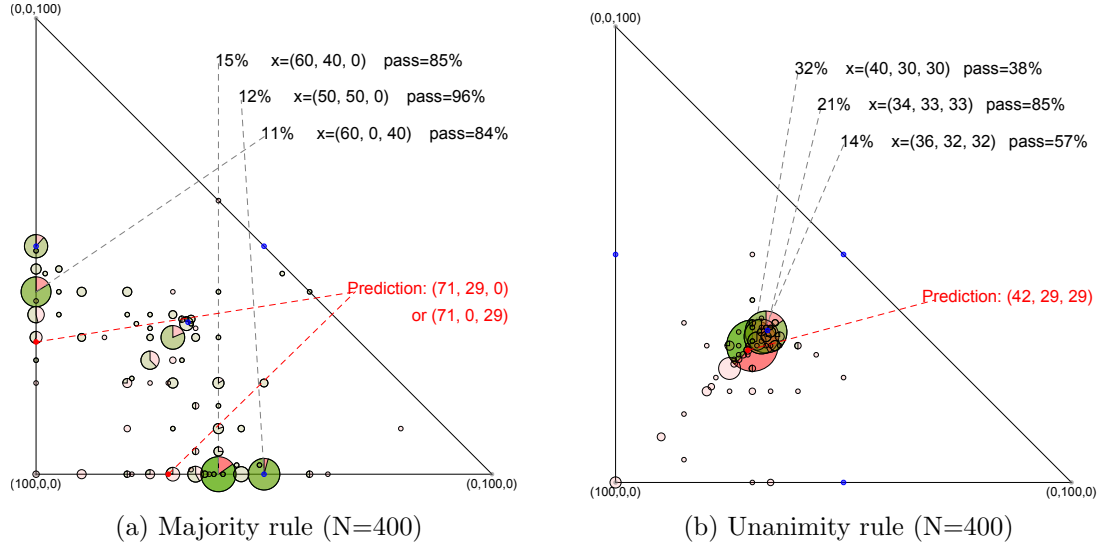 (0,0,100)
15% x=(60, 40, 0) pass=85%
12% x=(50, 50, 0) pass=96%
11% x=(60, 0, 40) pass=84%
Prediction: (71, 29, 0)
or (71, 0, 29)
(100,0,0)
(0,100,0)
(a) Majority rule (N=400)
(0,0,100)
32% x=(40, 30, 30) pass=38%
21% x=(34, 33, 33) pass=85%
14% x=(36, 32, 32) pass=57%
Prediction: (42, 29, 29)
(100,0,0)
(0,100,0)
(b) Unanimity rule (N=400)